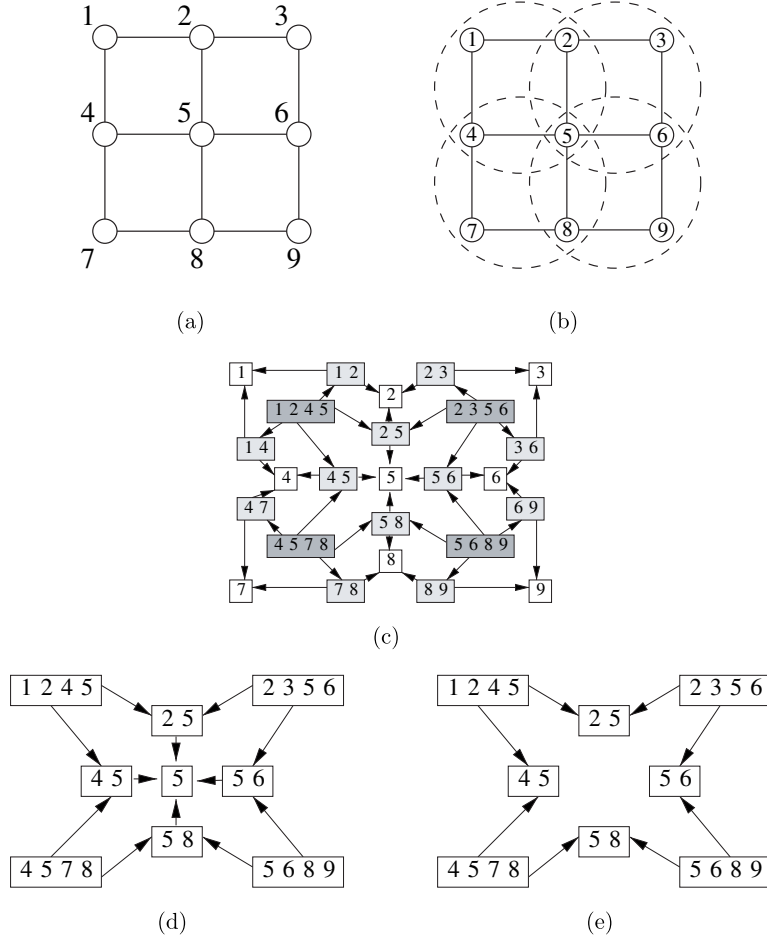 1 2 3
4 5 6
7 8 9
(a)
1 2 3
4 5 6
7 8 9
(b)
1 1 2 2 3 3
2
1 2 4 5 2 3 5 6
2 5
1 4 3 6
4 4 5 5 5 6 6
4 7 6 9
5 8
4 5 7 8 5 6 8 9
8
7 7 8 8 9 9
(c)
1 2 4 5 2 3 5 6
2 5
4 5 5 5 6
5 8
4 5 7 8 5 6 8 9
(d)
1 2 4 5 2 3 5 6
2 5
4 5 5 6
5 8
4 5 7 8 5 6 8 9
(e)